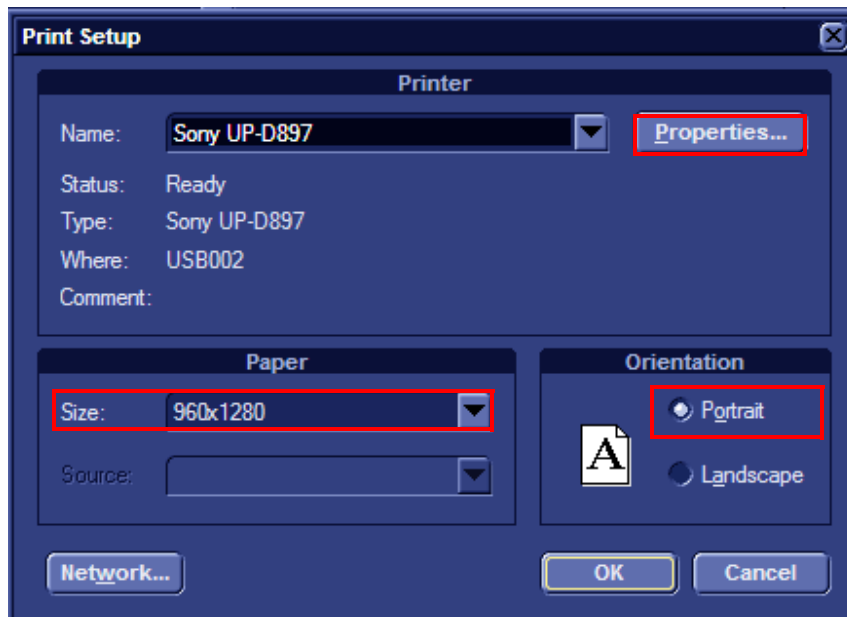 Print Setup
Printer
Name: Sony UP-D897 Properties...
Status: Ready
Type: Sony UP-D897
Where: USB002
Comment:
Paper
Size: 960x1280
Source:
Orientation
A
Portrait
Landscape
Network...
OK Cancel